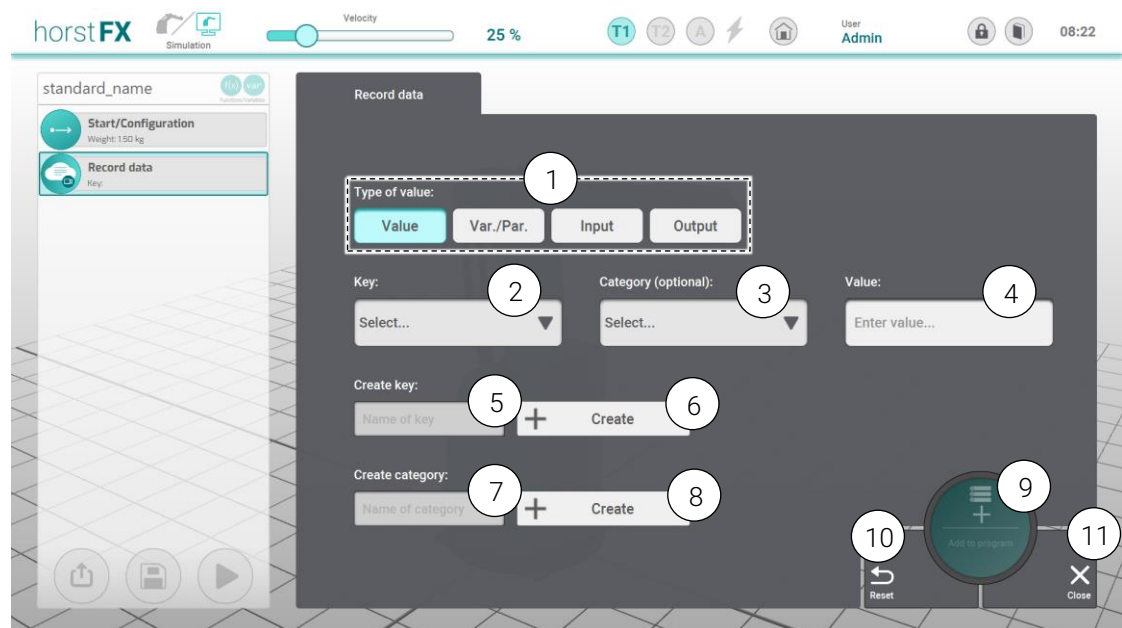 horstFX
Simulation
Velocity
25 %
T1
T2
A
User
Admin
08:22
standard_name
f(x)
var
Functions/Variables
Start/Configuration
Weight: 1.50 kg
Record data
Key:
Record data
1
Type of value:
Value
Var./Par.
Input
Output
Key:
2
Category (optional):
3
Value:
4
Select...
Select...
Enter value...
Create key:
5
6
Name of key
Create
Create category:
7
8
Name of category
Create
9
Add to program
10
Reset
11
Close